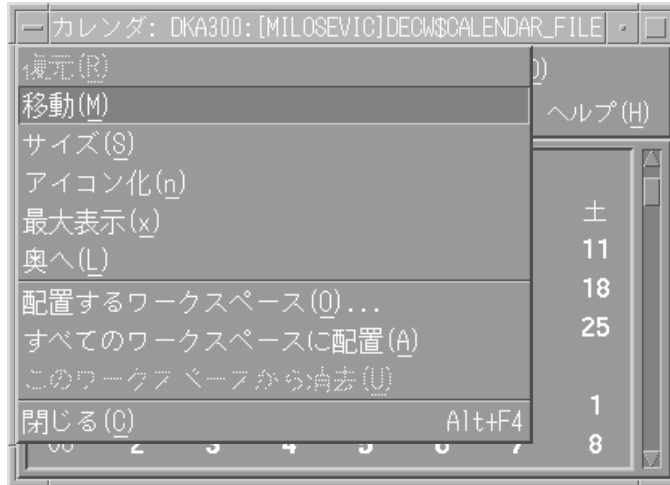 カレンダ: DKA300:[MILOSEVIC]DECW$CALENDAR_FILE
復元(R)
移動(M)
ヘルプ(H)
サイズ(S)
アイコン化(n)
最大表示(x)
土
奥へ(L)
11
配置するワークスペース(O)...
18
すべてのワークスペースに配置(A)
25
このワークスペースから消去(U)
1
閉じる(C) Alt+F4
2 3 4 5 6 7 8